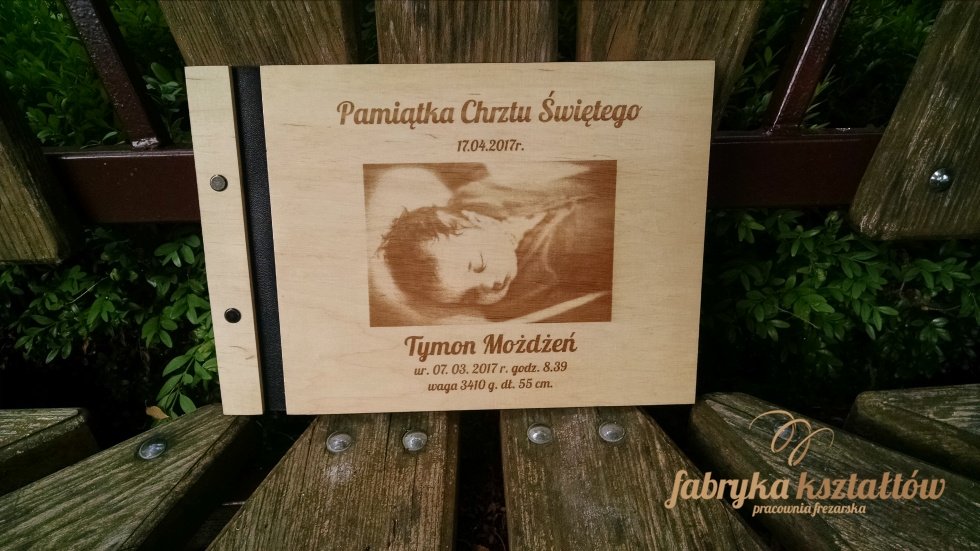 Pamiątka Chrztu Świętego
17.04.2017r.
Tymon Możdżeń
ur. 07. 03. 2017 r. godz. 8.39
waga 3410 g. dł. 55 cm.
fabryka kształtów
pracownia frezarska